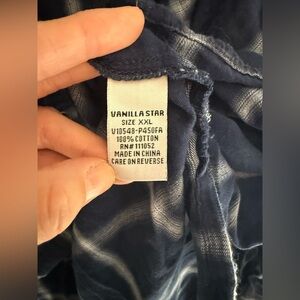 VANILLA STAR
SIZE XXL
V10548-P450FA
100% COTTON
RN# 111052
MADE IN CHINA
CARE ON REVERSE